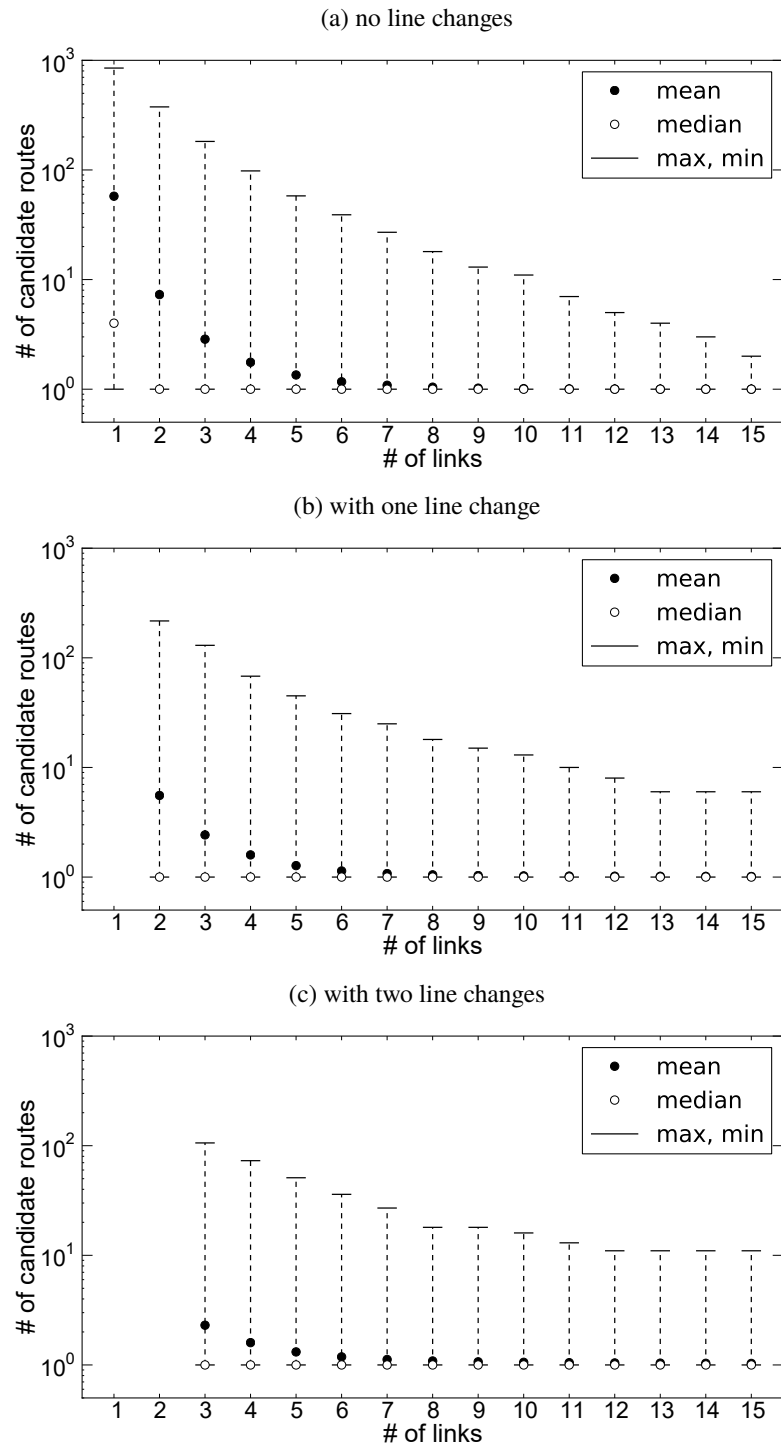 (a) no line changes
# of candidate routes
10³
10²
10¹
10⁰
mean
median
max, min
1 2 3 4 5 6 7 8 9 10 11 12 13 14 15
# of links
(b) with one line change
# of candidate routes
10³
10²
10¹
10⁰
mean
median
max, min
1 2 3 4 5 6 7 8 9 10 11 12 13 14 15
# of links
(c) with two line changes
# of candidate routes
10³
10²
10¹
10⁰
mean
median
max, min
1 2 3 4 5 6 7 8 9 10 11 12 13 14 15
# of links